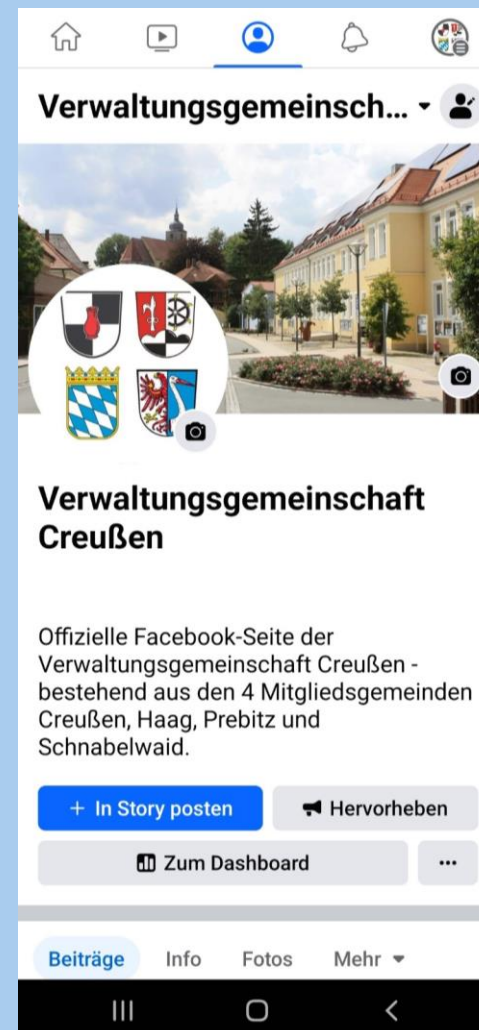 Verwaltungsgemeinsch...
Verwaltungsgemeinschaft
Creußen
Offizielle Facebook-Seite der
Verwaltungsgemeinschaft Creußen -
bestehend aus den 4 Mitgliedsgemeinden
Creußen, Haag, Prebitz und
Schnabelwaid.
+ In Story posten Hervorheben
Zum Dashboard ...
Beiträge Info Fotos Mehr